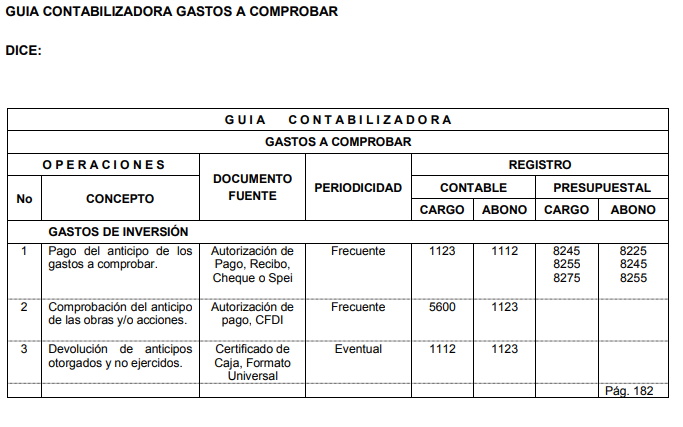 GUIA CONTABILIZADORA GASTOS A COMPROBAR
DICE:
G U I A C O N T A B I L I Z A D O R A
GASTOS A COMPROBAR
O P E R A C I O N E S
DOCUMENTO
FUENTE
PERIODICIDAD
REGISTRO
No
CONCEPTO
CONTABLE
PRESUPUESTAL
CARGO
ABONO
CARGO
ABONO
GASTOS DE INVERSIÓN
1
Pago del anticipo de los
gastos a comprobar.
Autorización de
Pago, Recibo,
Cheque o Spei
Frecuente
1123
1112
8245
8255
8275
8225
8245
8255
2
Comprobación del anticipo
de las obras y/o acciones.
Autorización de
pago, CFDI
Frecuente
5600
1123
3
Devolución de anticipos
otorgados y no ejercidos.
Certificado de
Caja, Formato
Universal
Eventual
1112
1123
Pág. 182